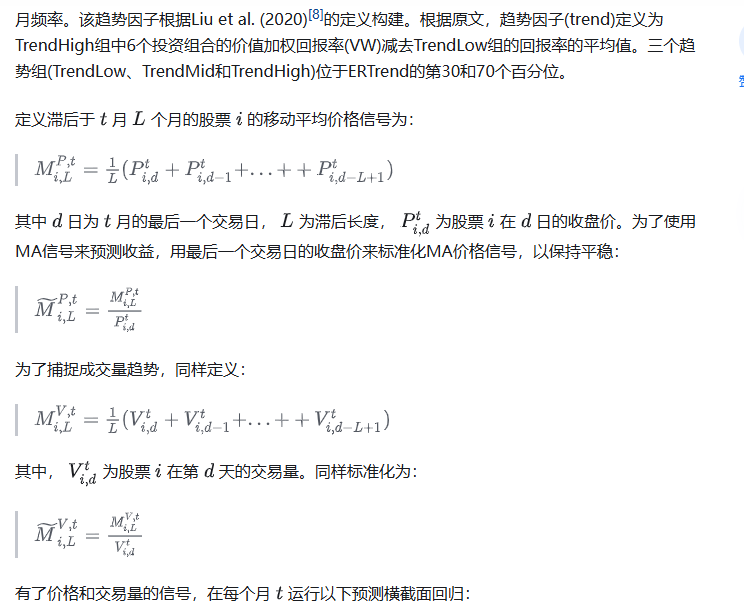 月频率。该趋势因子根据Liu et al. (2020)[8]的定义构建。根据原文，趋势因子(trend)定义为
TrendHigh组中6个投资组合的价值加权回报率(VW)减去TrendLow组的回报率的平均值。三个趋
势组(TrendLow、TrendMid和TrendHigh)位于ERTrend的第30和70个百分位。
定义滞后于 t 月 L 个月的股票 i 的移动平均价格信号为：
$M_{i,L}^{P,t} = \frac{1}{L}(P_{i,d}^{t} + P_{i,d-1}^{t} + \ldots + + P_{i,d-L+1}^{t})$
其中 d 日为 t 月的最后一个交易日， L 为滞后长度， $P_{i,d}^{t}$ 为股票 i 在 d 日的收盘价。为了使用
MA信号来预测收益，用最后一个交易日的收盘价来标准化MA价格信号，以保持平稳：
$\widetilde{M}_{i,L}^{P,t} = \frac{M_{i,L}^{P,t}}{P_{i,d}^{t}}$
为了捕捉成交量趋势，同样定义：
$M_{i,L}^{V,t} = \frac{1}{L}(V_{i,d}^{t} + V_{i,d-1}^{t} + \ldots + + V_{i,d-L+1}^{t})$
其中， $V_{i,d}^{t}$ 为股票 i 在第 d 天的交易量。同样标准化为：
$\widetilde{M}_{i,L}^{V,t} = \frac{M_{i,L}^{V,t}}{V_{i,d}^{t}}$
有了价格和交易量的信号，在每个月 t 运行以下预测横截面回归：